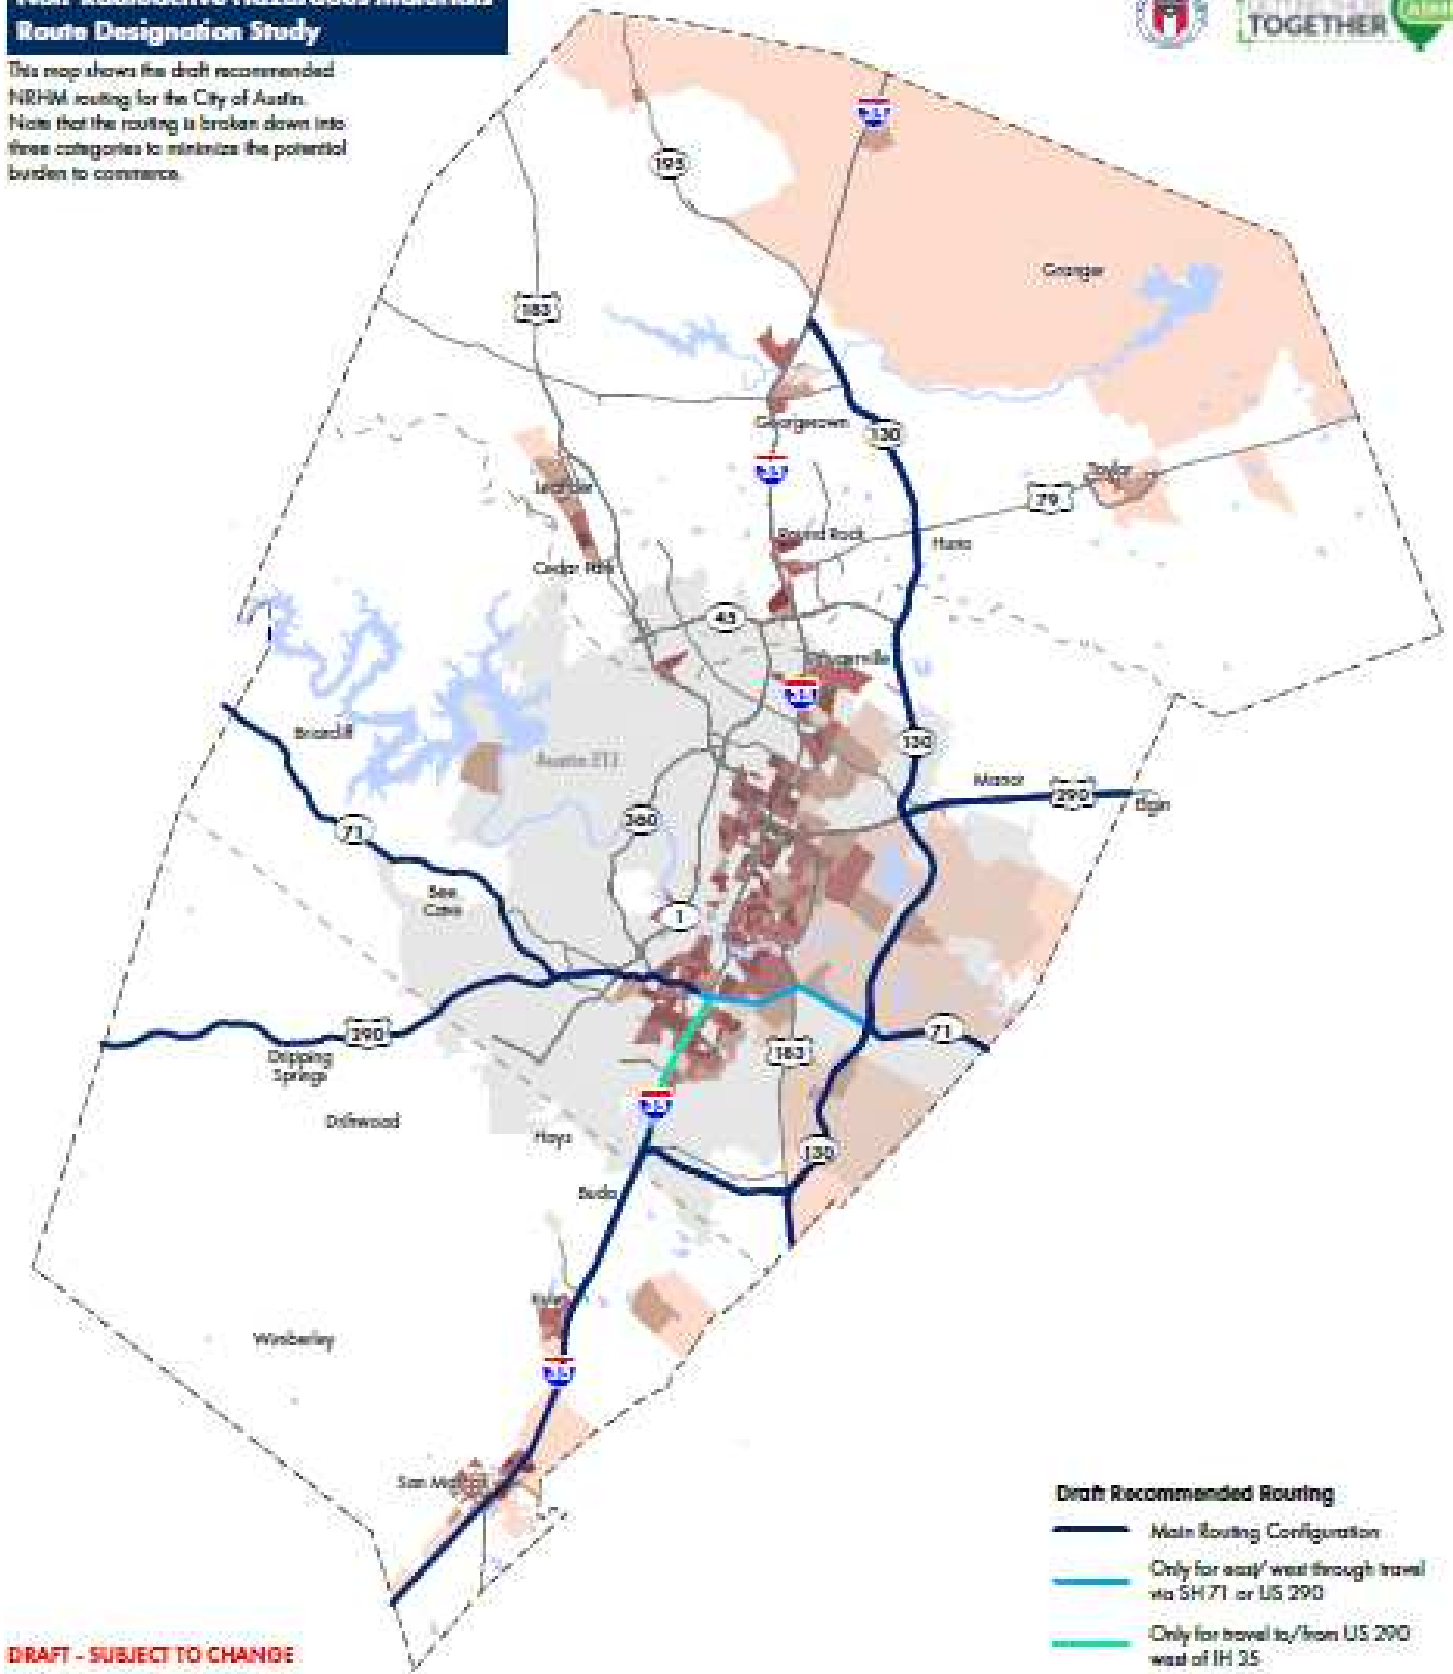 Route Designation Study
This map shows the draft recommended
NRHM routing for the City of Austin.
Note that the routing is broken down into
three categories to minimize the potential
burden to commerce.
TOGETHER
195
183
Granger
Georgetown
130
Taylor
79
Leander
Round Rock
Hutto
Cedar Park
45
Pflugerville
Briarcliff
Austin ETJ
130
Manor
290
Elgin
360
71
Bee
Cave
1
290
71
Dripping
Springs
183
Driftwood
Hays
130
Buda
Kyle
Wimberley
San Marcos
Draft Recommended Routing
Main Routing Configuration
Only for east/west through travel
via SH 71 or US 290
Only for travel to/from US 290
west of IH 35
DRAFT - SUBJECT TO CHANGE